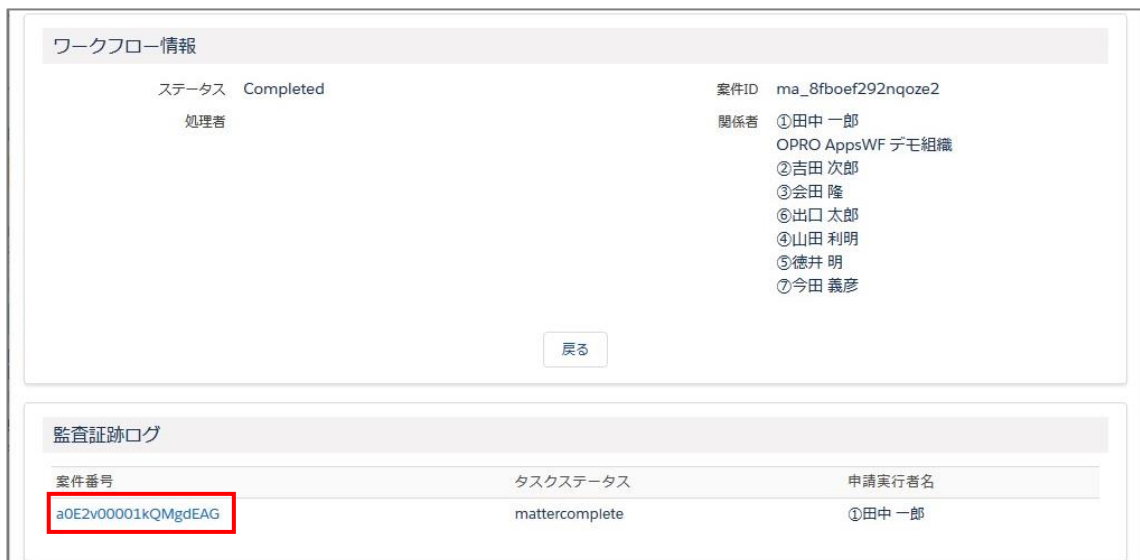 ワークフロー情報
ステータス Completed
案件ID ma_8fboef292nqoze2
処理者
関係者 ①田中 一郎
OPRO AppsWF デモ組織
②吉田 次郎
③会田 隆
⑥出口 太郎
④山田 利明
⑤徳井 明
⑦今田 義彦
戻る
監査証跡ログ
案件番号 タスクステータス 申請実行者名
a0E2v00001kQMgdEAG mattercomplete ①田中 一郎